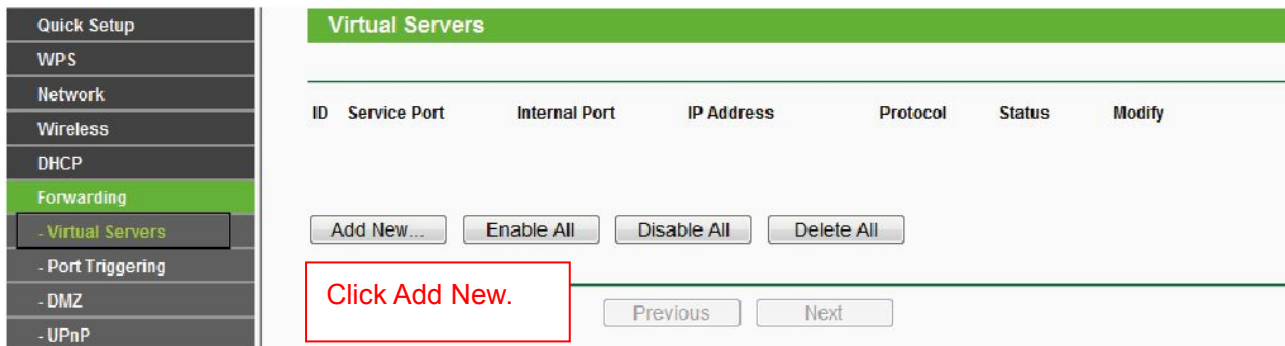 Quick Setup
WPS
Network
Wireless
DHCP
Forwarding
- Virtual Servers
- Port Triggering
- DMZ
- UPnP
Virtual Servers
ID Service Port Internal Port IP Address Protocol Status Modify
Add New... Enable All Disable All Delete All
Click Add New.
Previous Next